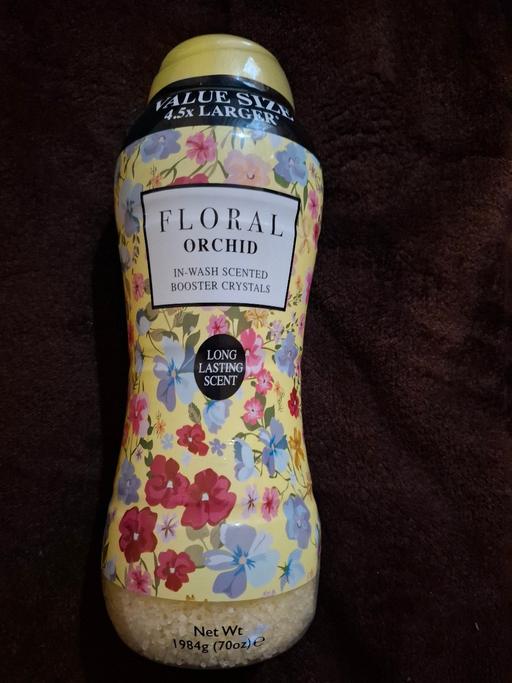 VALUE SIZE
4.5x LARGER*
FLORAL
ORCHID
IN-WASH SCENTED
BOOSTER CRYSTALS
LONG
LASTING
SCENT
Net Wt
1984g (70oz) ℮